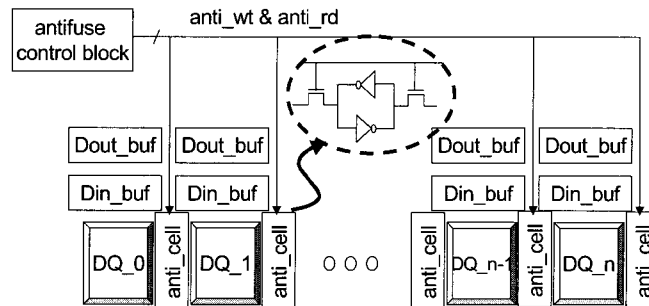 anti_wt & anti_rd
antifuse
control block
Dout_buf Dout_buf Dout_buf Dout_buf
Din_buf Din_buf Din_buf Din_buf
DQ_0 anti_cell DQ_1 anti_cell anti_cell DQ_n-1 anti_cell DQ_n anti_cell